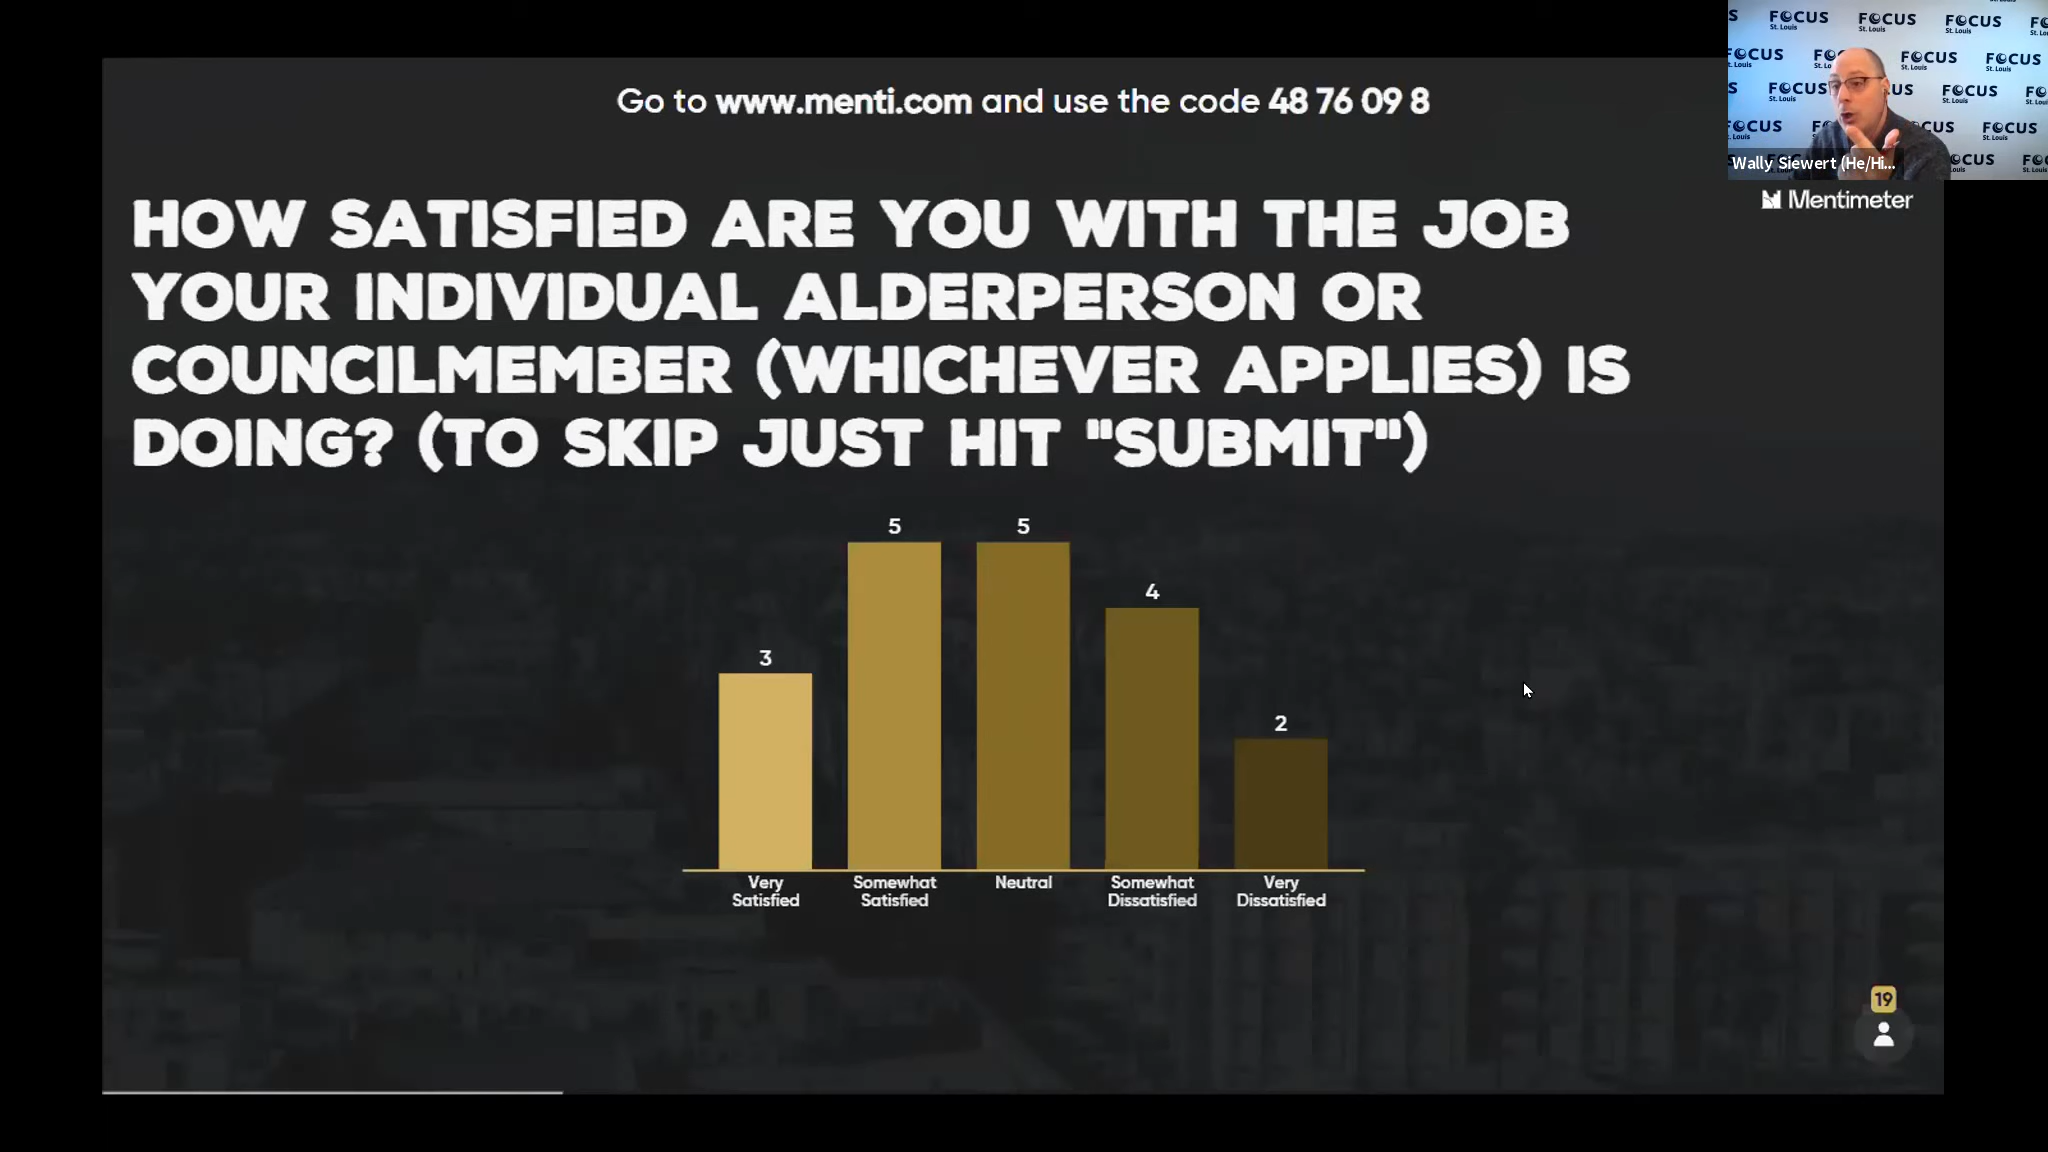 Go to www.menti.com and use the code 48 76 09 8
FOCUS
St. Louis
Wally Siewert (He/Hi...
Mentimeter
HOW SATISFIED ARE YOU WITH THE JOB
YOUR INDIVIDUAL ALDERPERSON OR
COUNCILMEMBER (WHICHEVER APPLIES) IS
DOING? (TO SKIP JUST HIT "SUBMIT")
3
5
5
4
2
Very
Satisfied
Somewhat
Satisfied
Neutral
Somewhat
Dissatisfied
Very
Dissatisfied
19